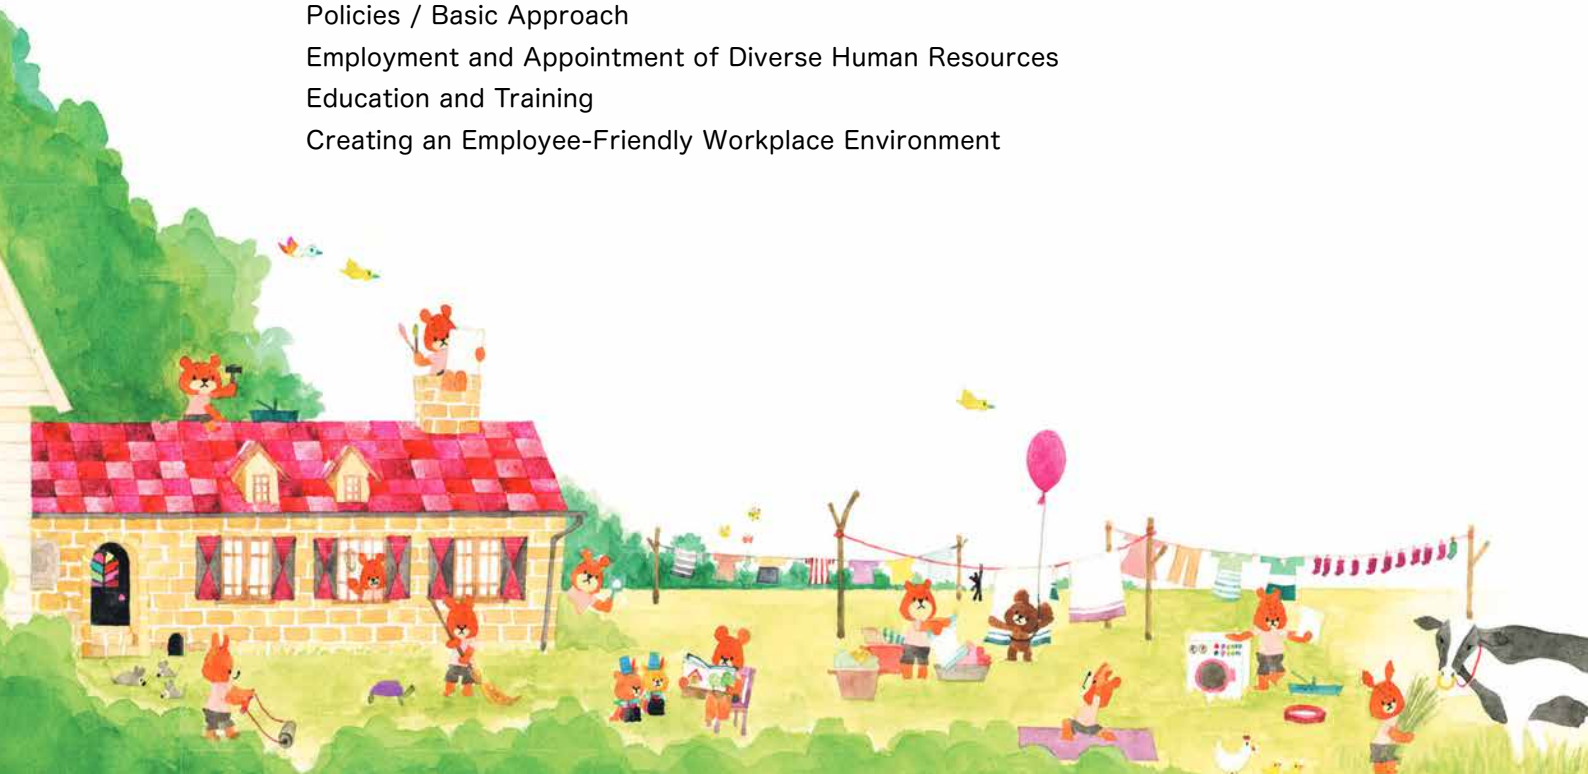 Policies / Basic Approach
Employment and Appointment of Diverse Human Resources
Education and Training
Creating an Employee-Friendly Workplace Environment